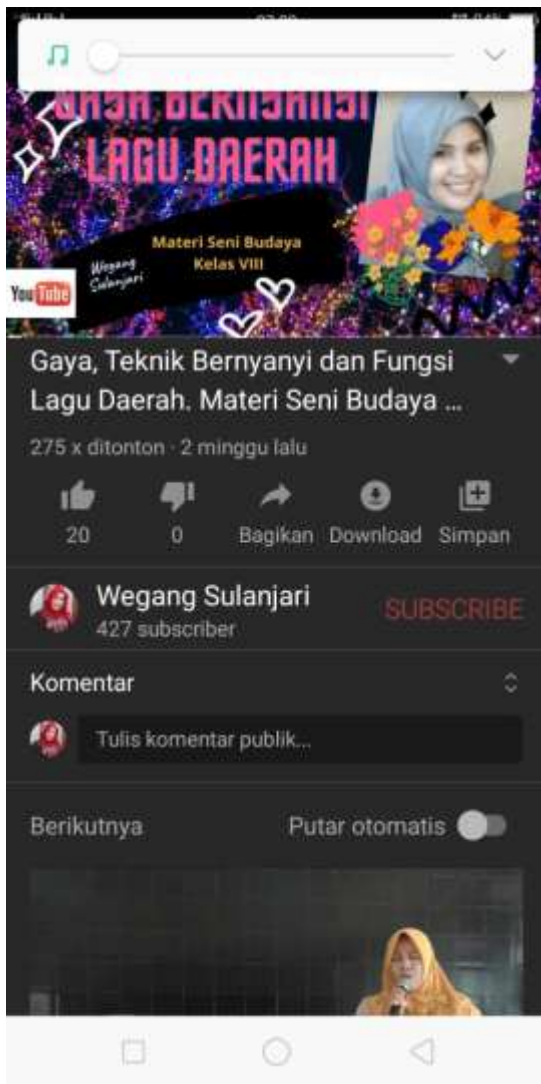 LAGU DAERAH
Materi Seni Budaya
Kelas VIII
Wegang
Sulanjari
YouTube
Gaya, Teknik Bernyanyi dan Fungsi
Lagu Daerah. Materi Seni Budaya ...
275 x ditonton · 2 minggu lalu
20
0
Bagikan
Download
Simpan
Wegang Sulanjari
427 subscriber
SUBSCRIBE
Komentar
Tulis komentar publik...
Berikutnya
Putar otomatis